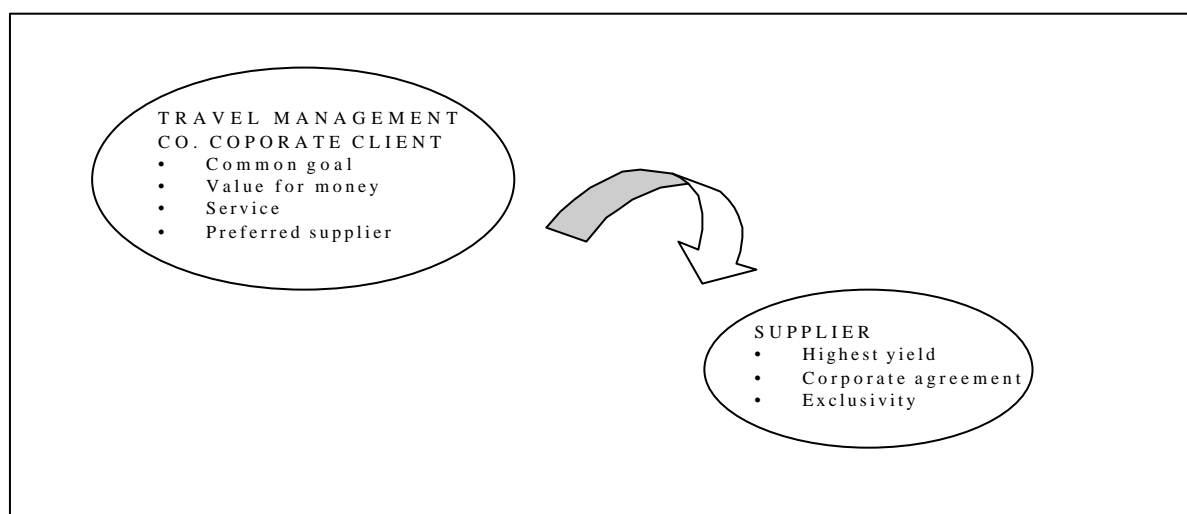 TRAVEL MANAGEMENT
CO. COPORATE CLIENT
• Common goal
• Value for money
• Service
• Preferred supplier
SUPPLIER
• Highest yield
• Corporate agreement
• Exclusivity